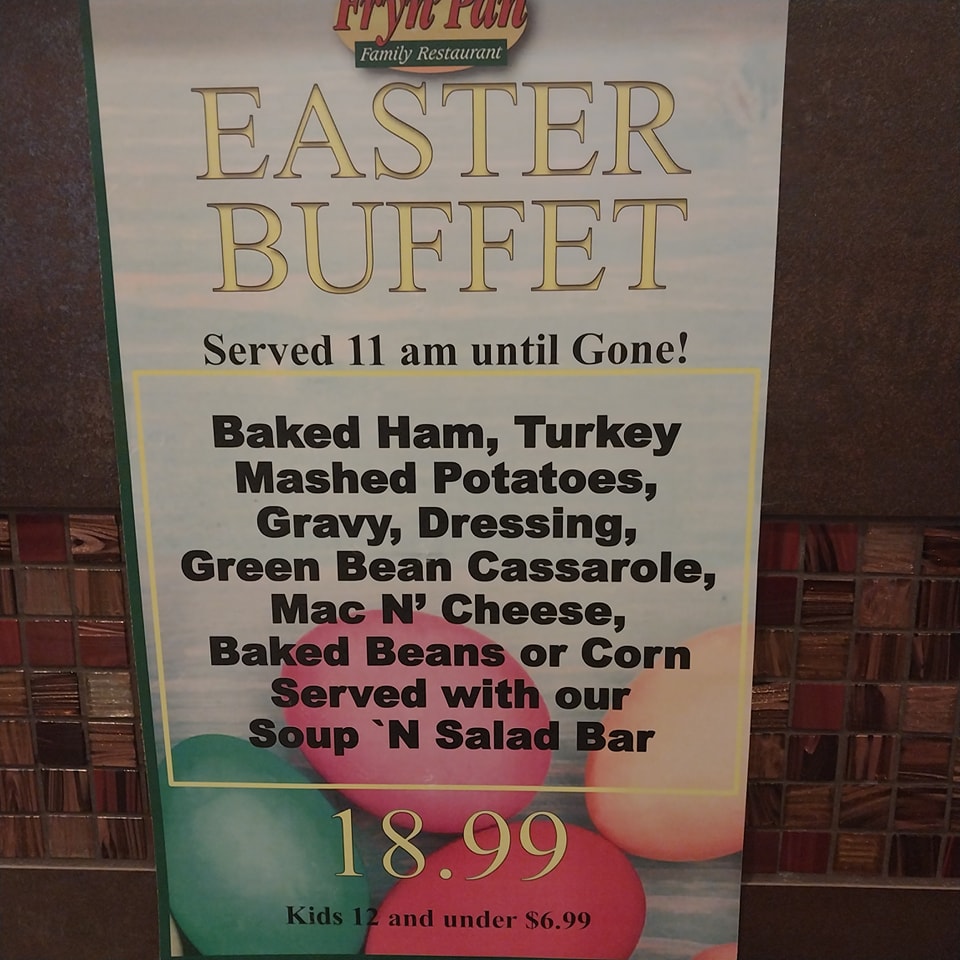 Fryn' Pan
Family Restaurant
EASTER
BUFFET
Served 11 am until Gone!
Baked Ham, Turkey
Mashed Potatoes,
Gravy, Dressing,
Green Bean Cassarole,
Mac N’ Cheese,
Baked Beans or Corn
Served with our
Soup `N Salad Bar
18.99
Kids 12 and under $6.99